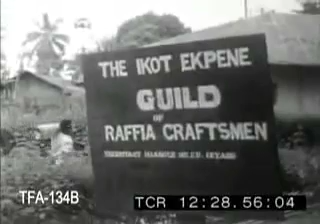 THE IKOT EKPENE
GUILD
OF
RAFFIA CRAFTSMEN
TFA-134B
TCR 12:28:56:04